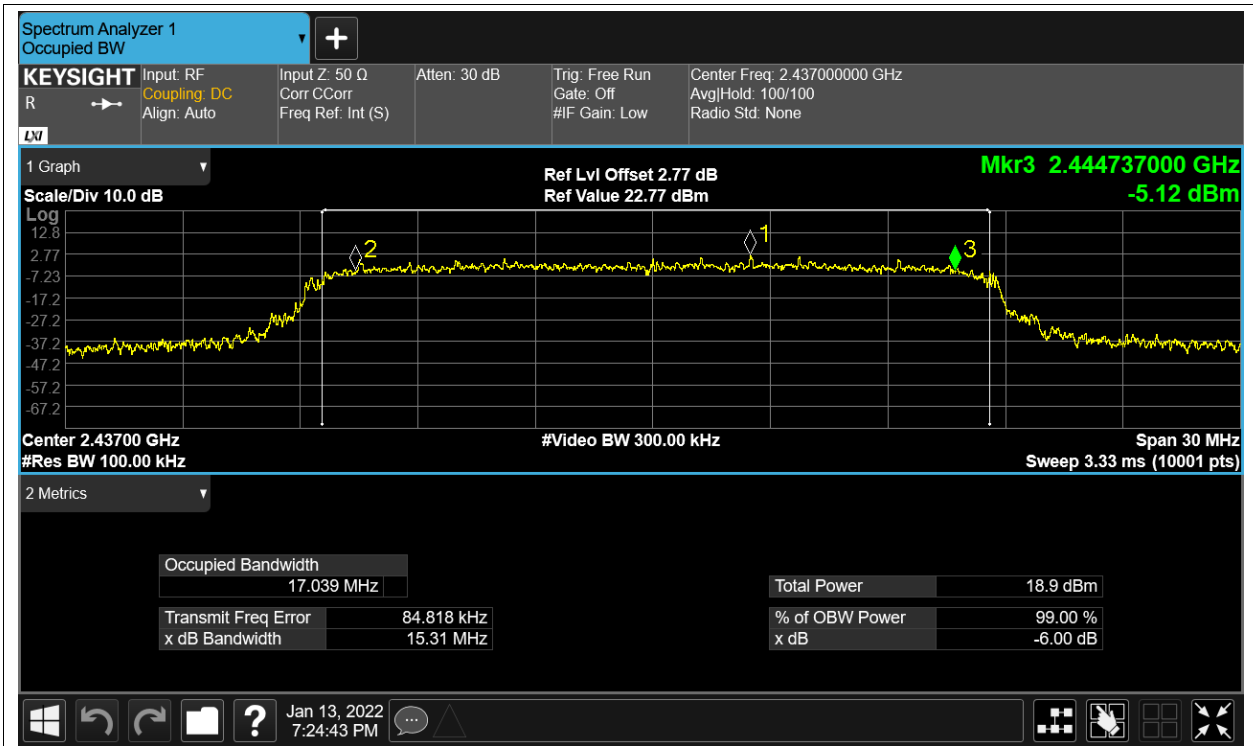 Spectrum Analyzer 1
Occupied BW
KEYSIGHT
R
LXI
Input: RF
Coupling: DC
Align: Auto
Input Z: 50 Ω
Corr CCorr
Freq Ref: Int (S)
Atten: 30 dB
Trig: Free Run
Gate: Off
#IF Gain: Low
Center Freq: 2.437000000 GHz
Avg|Hold: 100/100
Radio Std: None
1 Graph
Scale/Div 10.0 dB
Ref Lvl Offset 2.77 dB
Ref Value 22.77 dBm
Mkr3 2.444737000 GHz
-5.12 dBm
Log
12.8
2.77
-7.23
-17.2
-27.2
-37.2
-47.2
-57.2
-67.2
2
1
3
Center 2.43700 GHz
#Video BW 300.00 kHz
Span 30 MHz
#Res BW 100.00 kHz
Sweep 3.33 ms (10001 pts)
2 Metrics
Occupied Bandwidth
17.039 MHz
Transmit Freq Error 84.818 kHz
x dB Bandwidth 15.31 MHz
Total Power 18.9 dBm
% of OBW Power 99.00 %
x dB -6.00 dB
?
Jan 13, 2022
7:24:43 PM